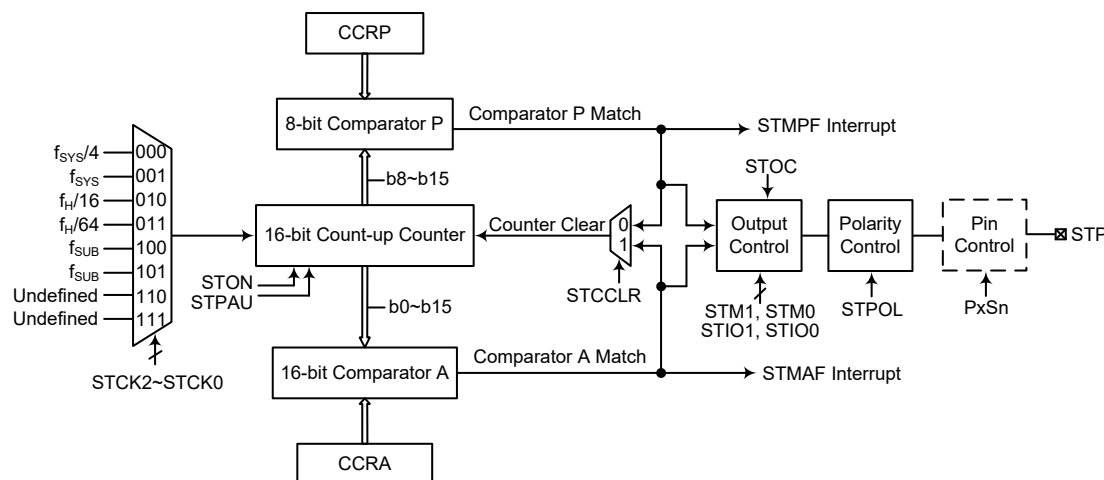 CCRP
8-bit Comparator P
Comparator P Match
STMPF Interrupt
fSYS/4
000
fSYS
001
fH/16
010
fH/64
011
fSUB
100
fSUB
101
Undefined
110
Undefined
111
STCK2~STCK0
b8~b15
16-bit Count-up Counter
STON
STPAU
b0~b15
Counter Clear
0
1
STCCLR
STOC
Output
Control
STM1, STM0
STIO1, STIO0
Polarity
Control
STPOL
Pin
Control
PxSn
STP
16-bit Comparator A
Comparator A Match
STMAF Interrupt
CCRA